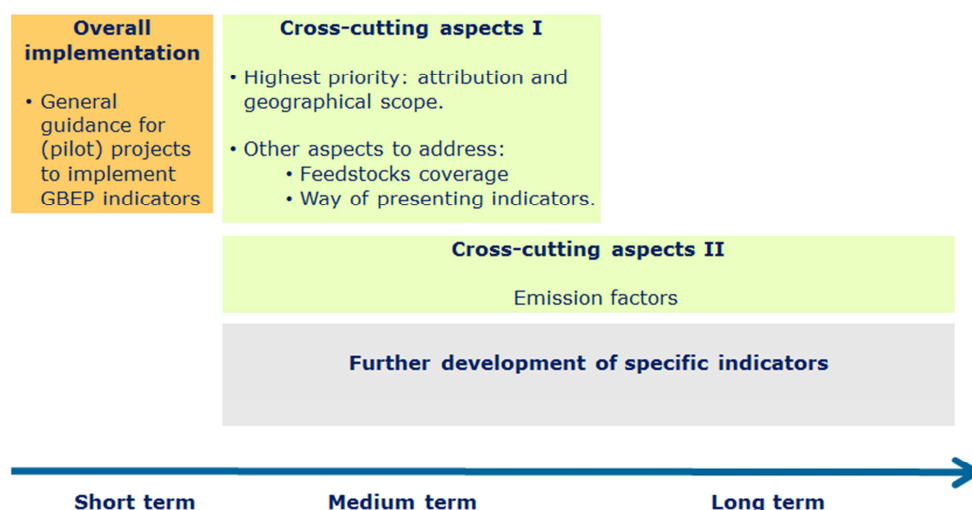 Overall
implementation
• General
guidance for
(pilot) projects
to implement
GBEP indicators
Cross-cutting aspects I
• Highest priority: attribution and
geographical scope.
• Other aspects to address:
• Feedstocks coverage
• Way of presenting indicators.
Cross-cutting aspects II
Emission factors
Further development of specific indicators
Short term
Medium term
Long term